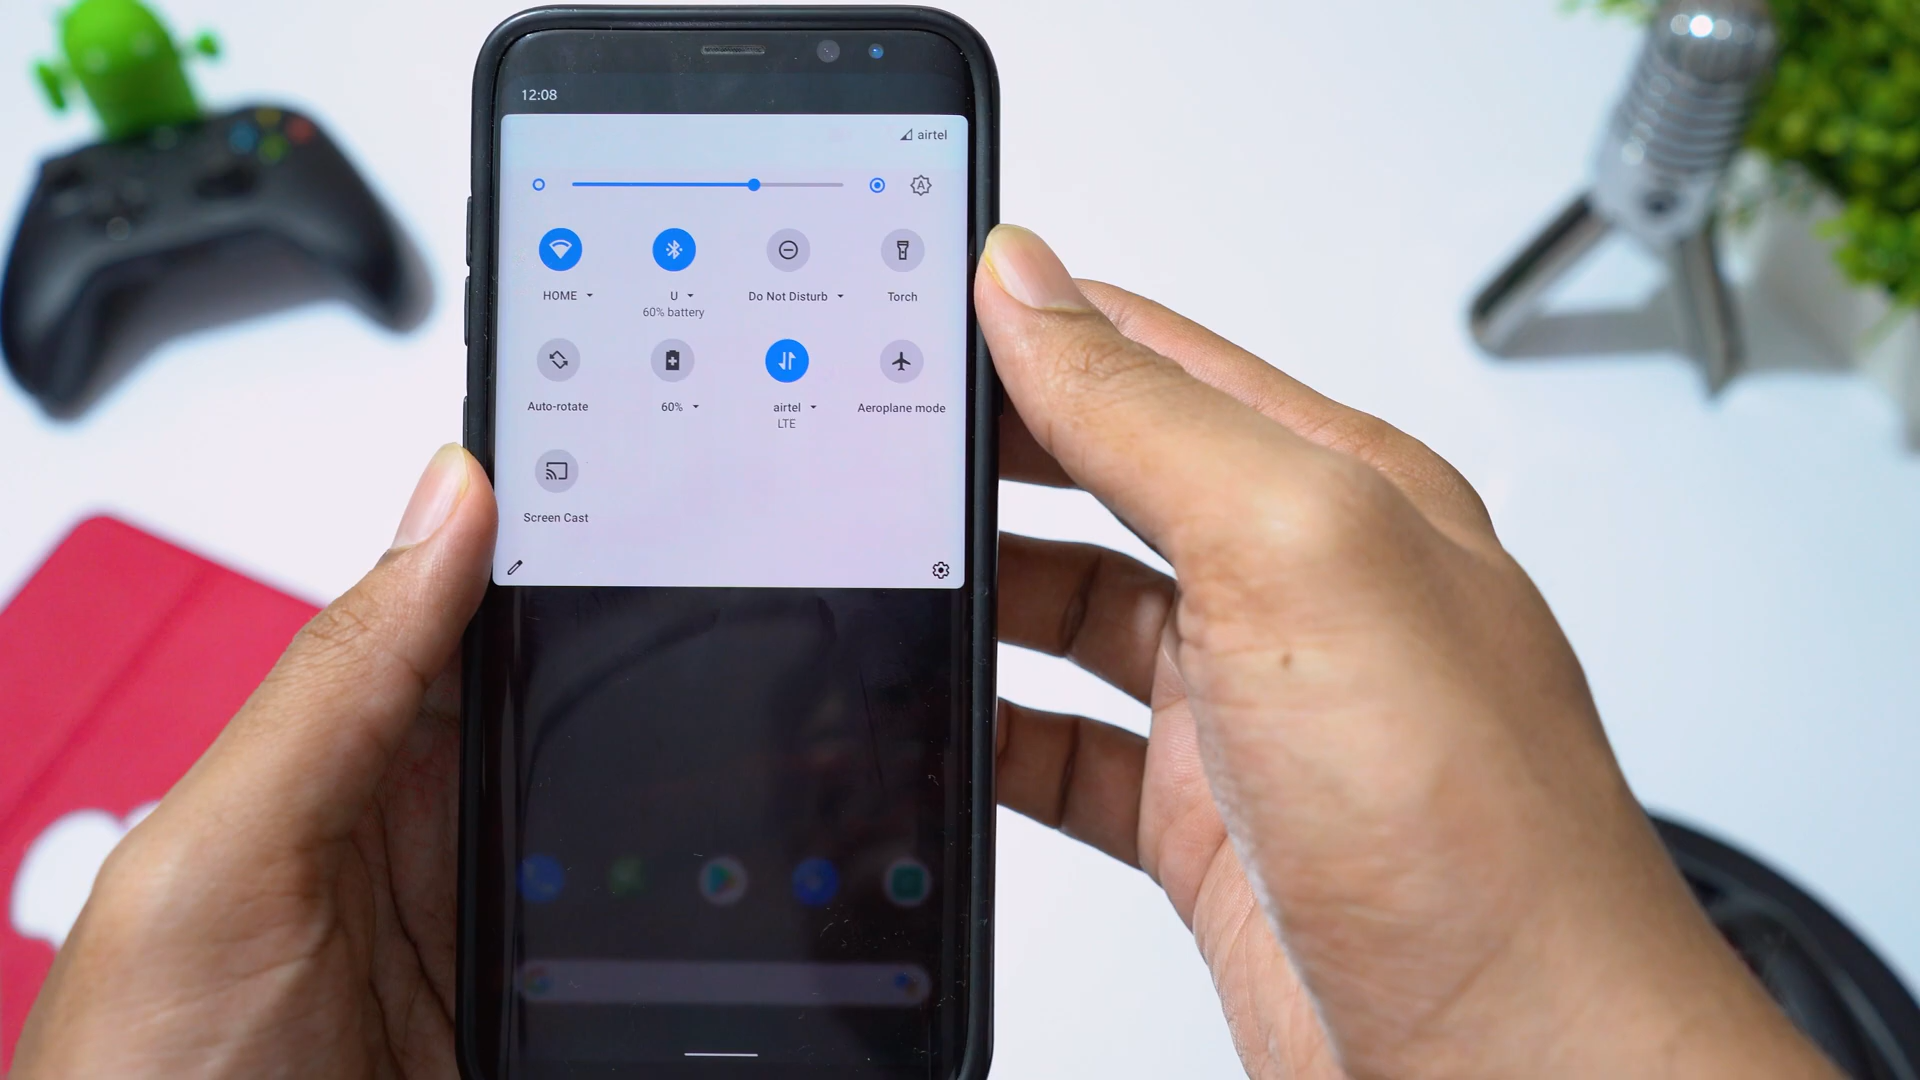 12:08
airtel
A
HOME
U
Do Not Disturb
Torch
60% battery
Auto-rotate
60%
airtel
Aeroplane mode
LTE
Screen Cast